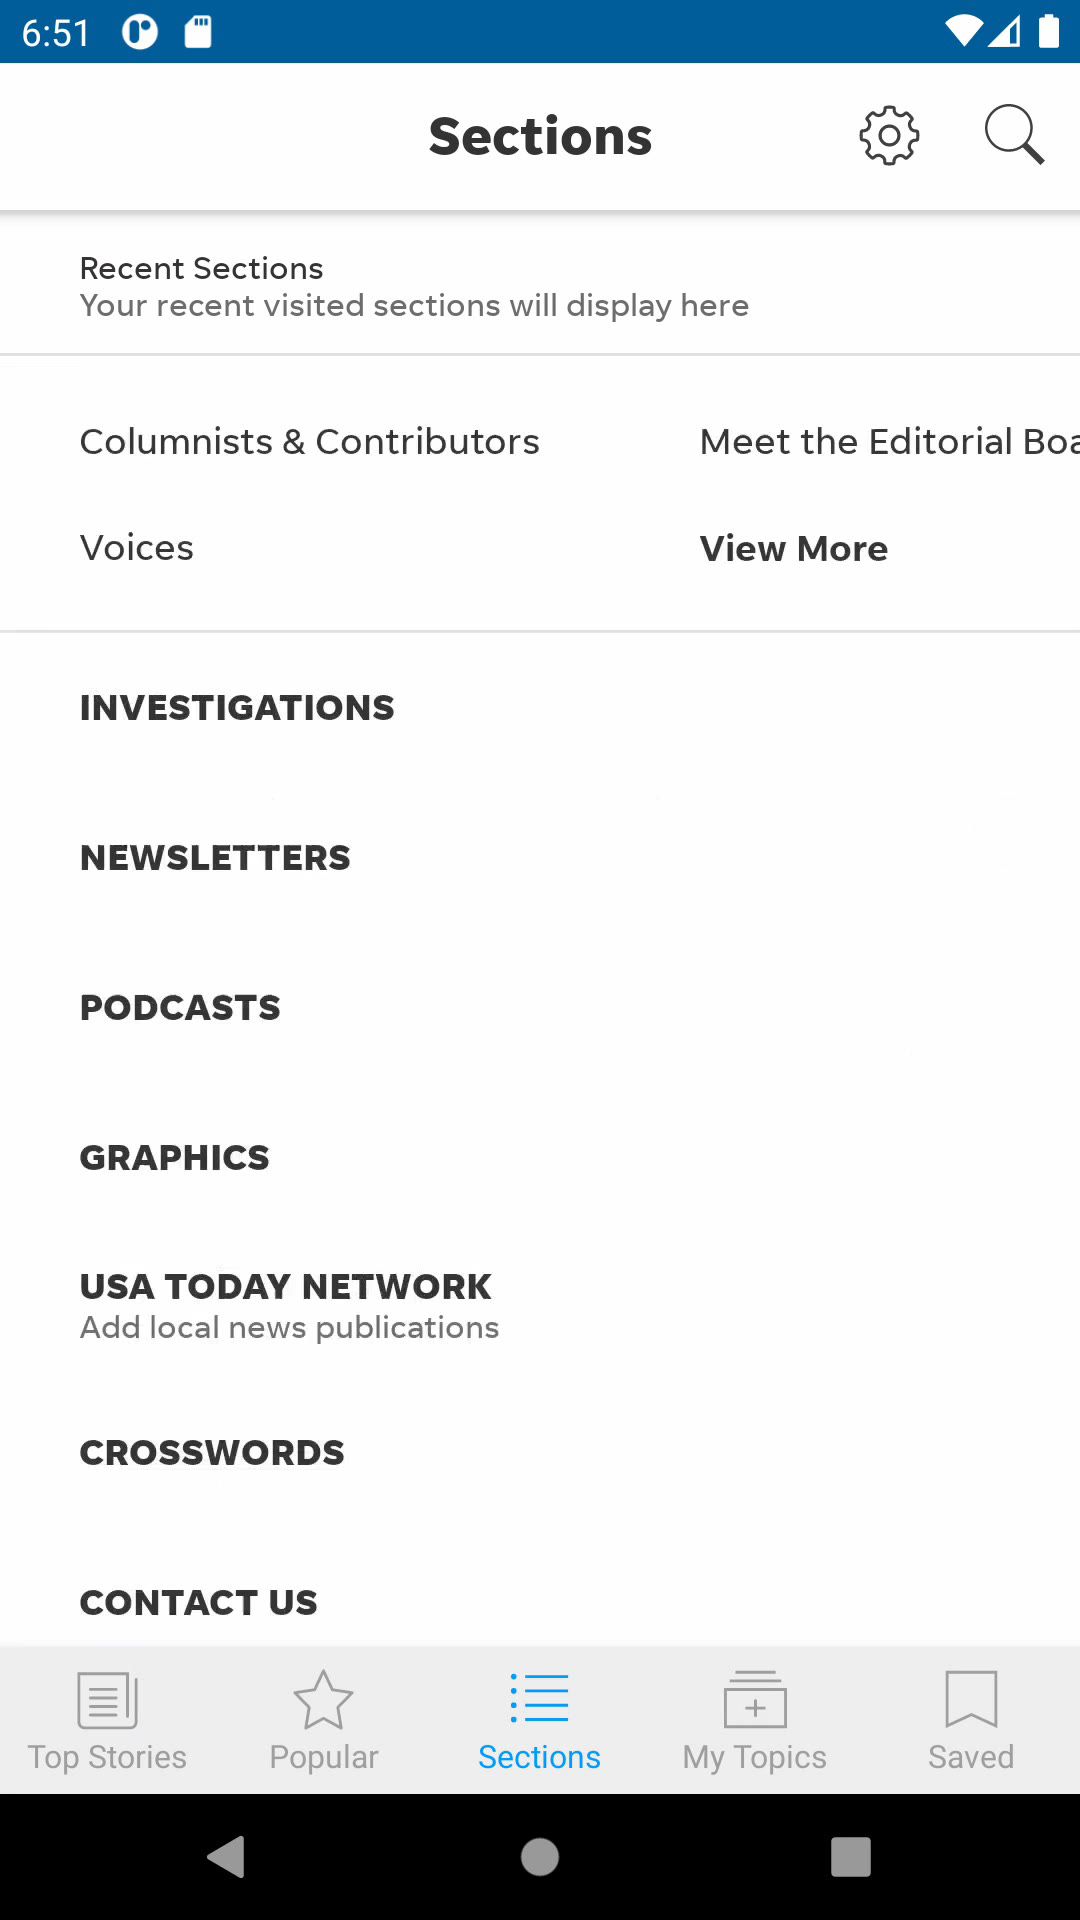 6:51
Sections
Recent Sections
Your recent visited sections will display here
Columnists & Contributors
Meet the Editorial Boa
Voices
View More
INVESTIGATIONS
NEWSLETTERS
PODCASTS
GRAPHICS
USA TODAY NETWORK
Add local news publications
CROSSWORDS
CONTACT US
Top Stories
Popular
Sections
My Topics
Saved